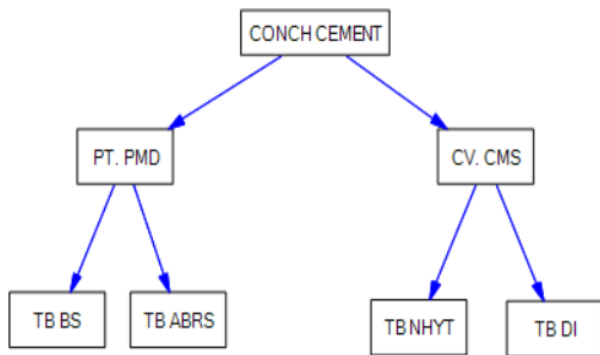 CONCH CEMENT
PT. PMD
CV. CMS
TB BS
TB ABRS
TB NHYT
TB DI